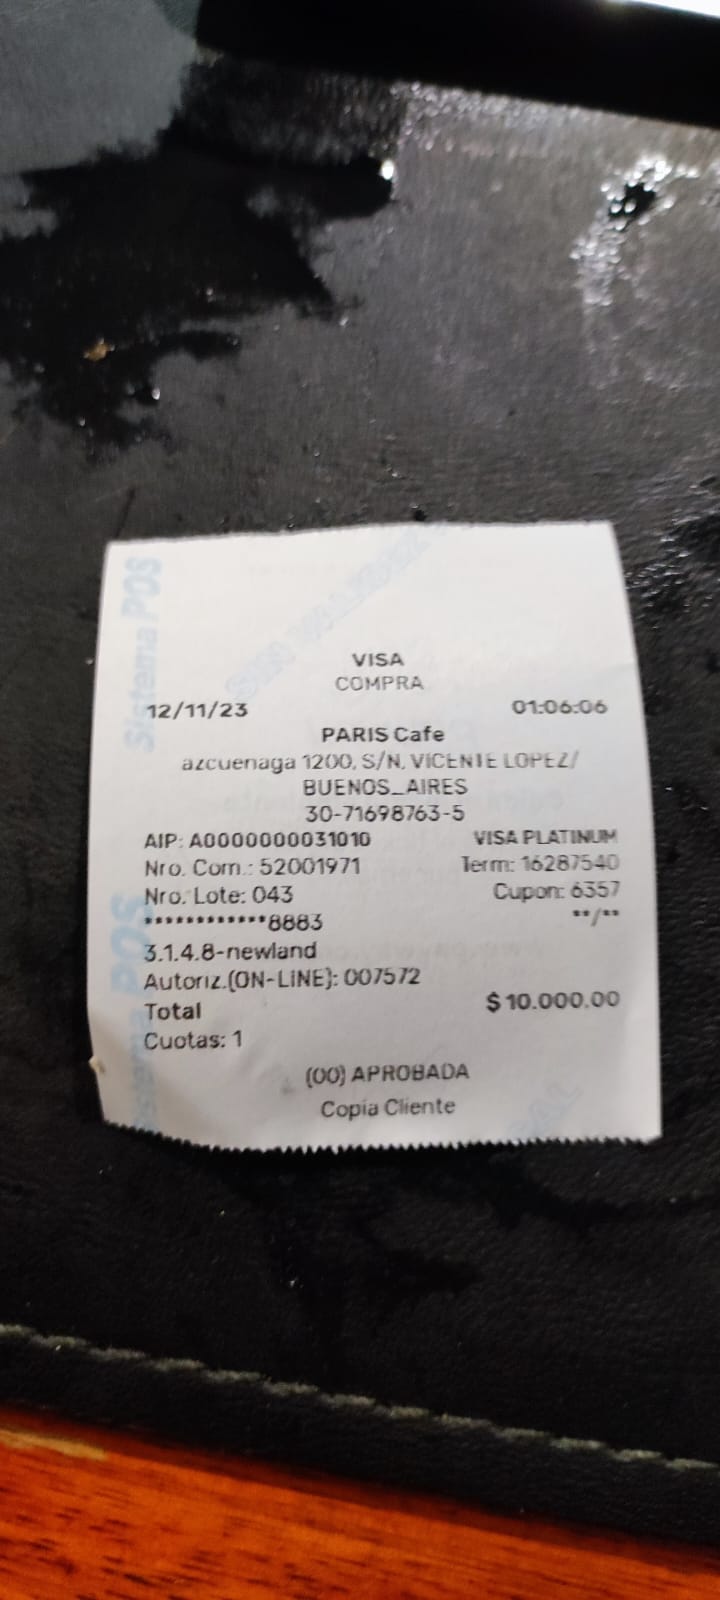 VISA
COMPRA
12/11/23 01:06:06
PARIS Cafe
azcuenaga 1200, S/N, VICENTE LOPEZ/
BUENOS_AIRES
30-71698763-5
AIP: A0000000031010 VISA PLATINUM
Nro. Com.: 52001971 Term: 16287540
Nro. Lote: 043 Cupon: 6357
************8883 **/**
3.1.4.8-newland
Autoriz.(ON-LINE): 007572
Total $10.000.00
Cuotas: 1
(00) APROBADA
Copia Cliente
Sistema POS
Sistema POS